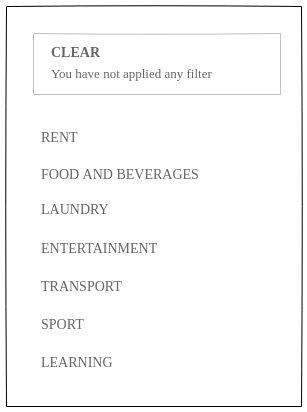 CLEAR
You have not applied any filter
RENT
FOOD AND BEVERAGES
LAUNDRY
ENTERTAINMENT
TRANSPORT
SPORT
LEARNING